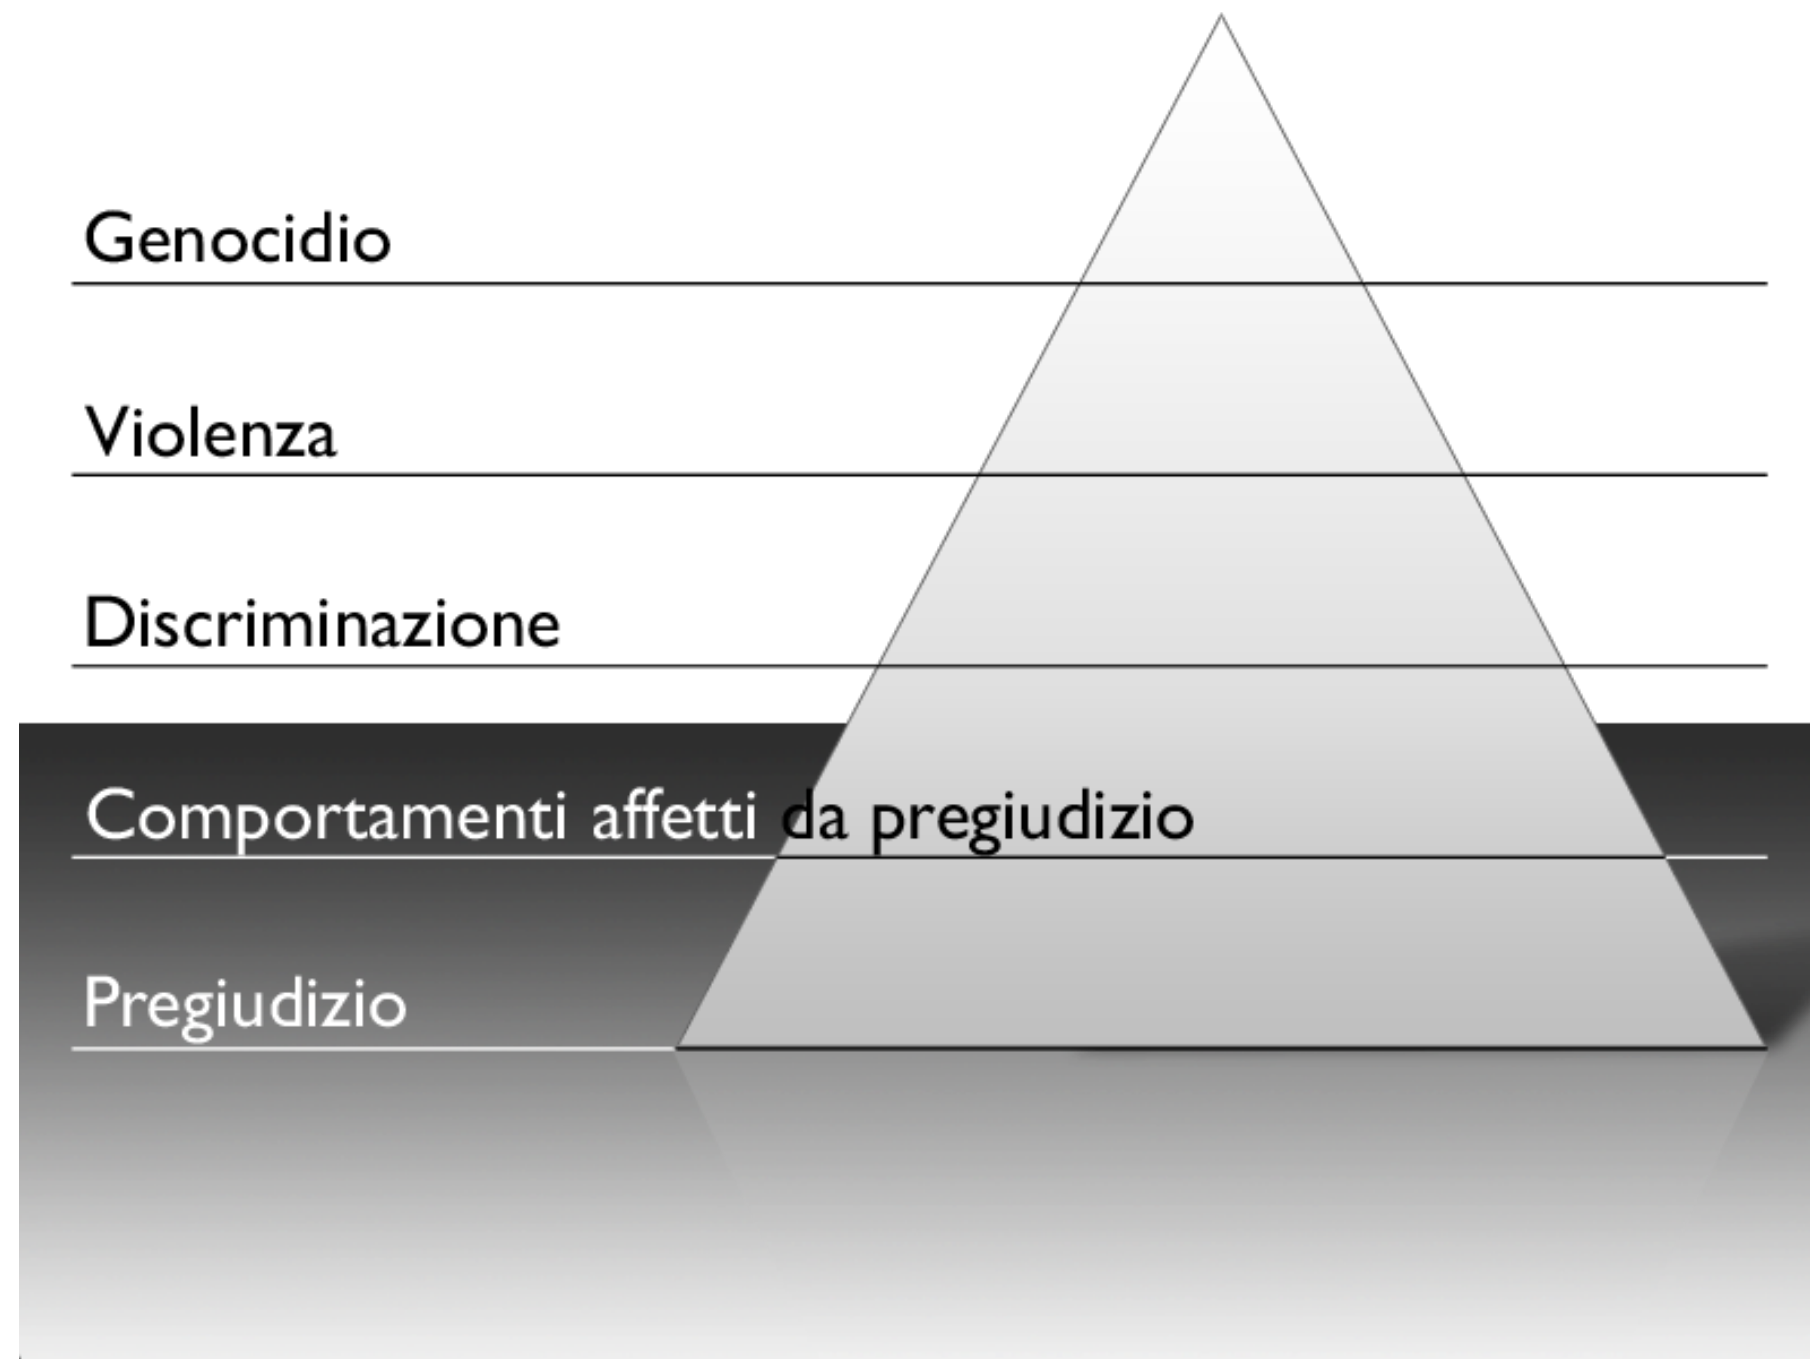 Genocidio
Violenza
Discriminazione
Comportamenti affetti da pregiudizio
Pregiudizio